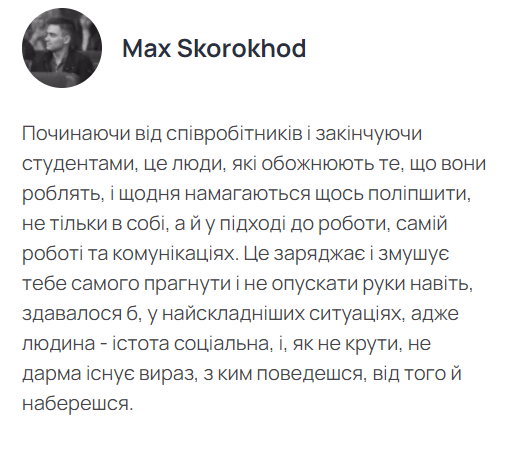 Max Skorokhod
Починаючи від співробітників і закінчуючи
студентами, це люди, які обожнюють те, що вони
роблять, і щодня намагаються щось поліпшити,
не тільки в собі, а й у підході до роботи, самій
роботі та комунікаціях. Це заряджає і змушує
тебе самого прагнути і не опускати руки навіть,
здавалося б, у найскладніших ситуаціях, адже
людина - істота соціальна, і, як не крути, не
дарма існує вираз, з ким поведешся, від того й
наберешся.